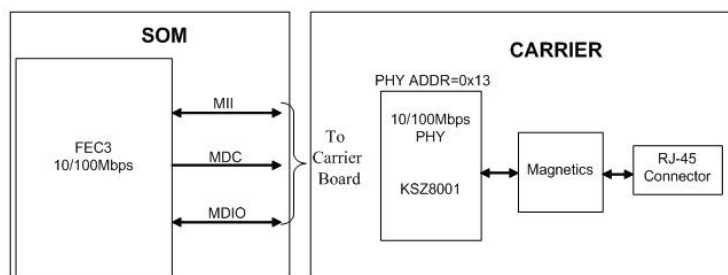 SOM
FEC3
10/100Mbps
MII
MDC
MDIO
To
Carrier
Board
CARRIER
PHY ADDR=0x13
10/100Mbps
PHY
KSZ8001
Magnetics
RJ-45
Connector